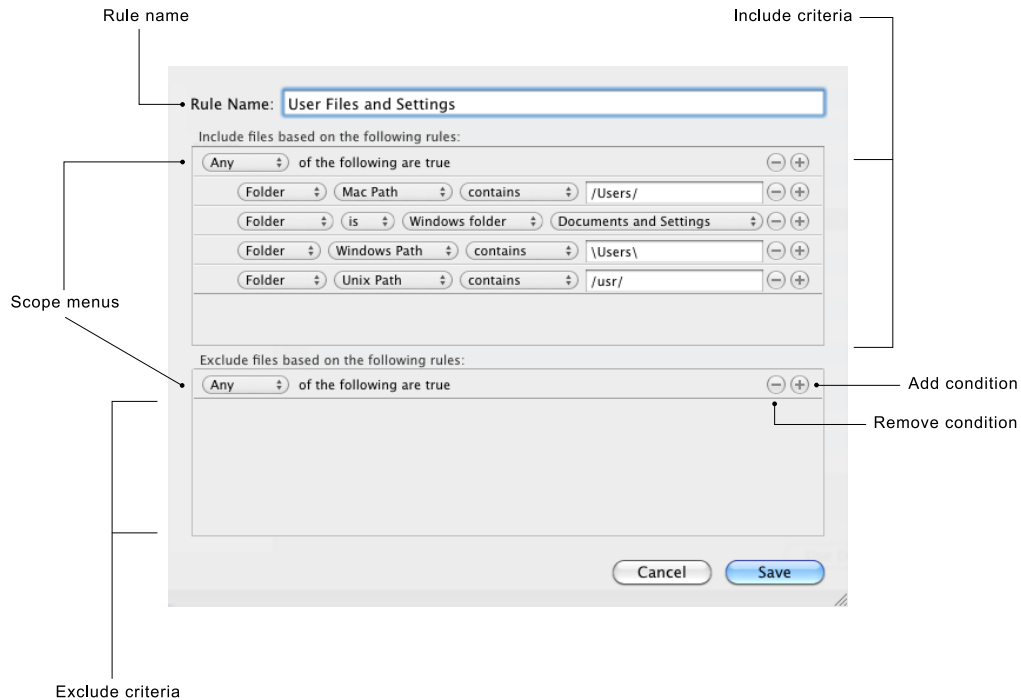 Rule name
Include criteria
Rule Name: User Files and Settings
Include files based on the following rules:
Any of the following are true
Folder Mac Path contains /Users/
Folder is Windows folder Documents and Settings
Folder Windows Path contains \Users\
Folder Unix Path contains /usr/
Scope menus
Exclude files based on the following rules:
Any of the following are true
Add condition
Remove condition
Cancel Save
Exclude criteria